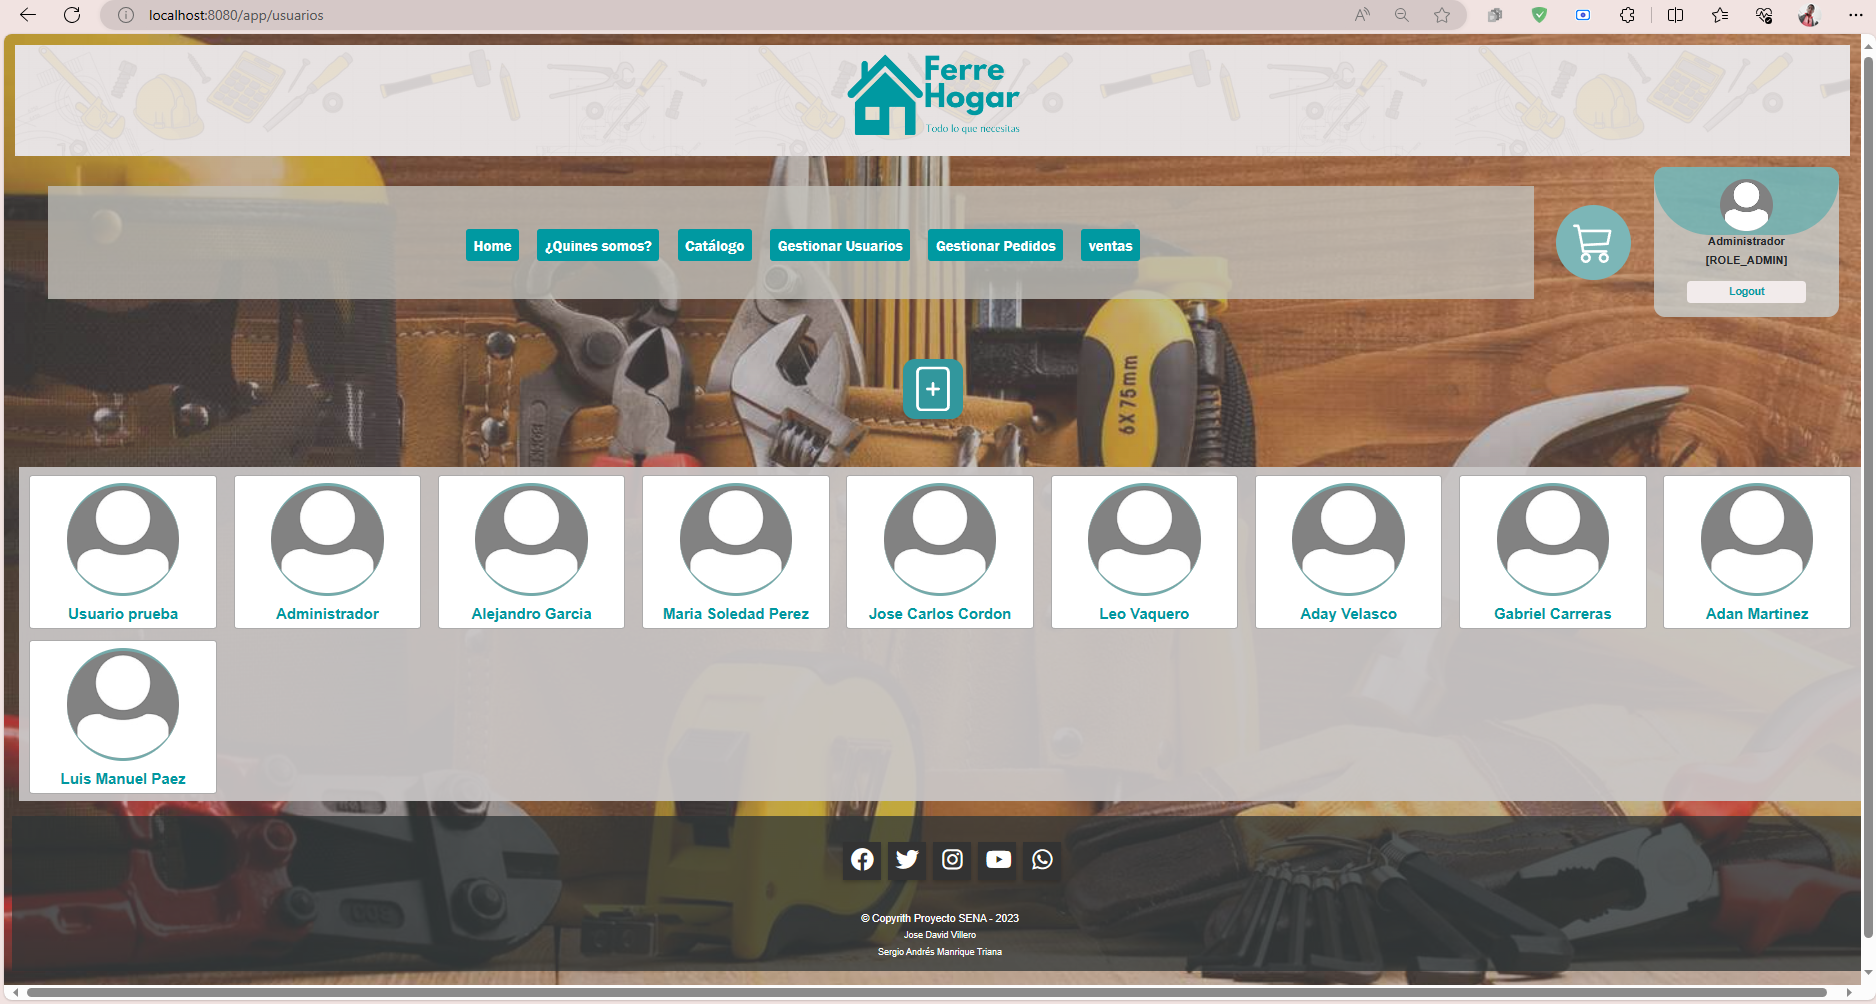 localhost:8080/app/usuarios
Ferre
Hogar
Todo lo que necesitas
Home
¿Quines somos?
Catálogo
Gestionar Usuarios
Gestionar Pedidos
ventas
Administrador
[ROLE_ADMIN]
Logout
6X75mm
Usuario prueba
Administrador
Alejandro Garcia
Maria Soledad Perez
Jose Carlos Cordon
Leo Vaquero
Aday Velasco
Gabriel Carreras
Adan Martinez
Luis Manuel Paez
© Copyrith Proyecto SENA - 2023
Jose David Villero
Sergio Andrés Manrique Triana